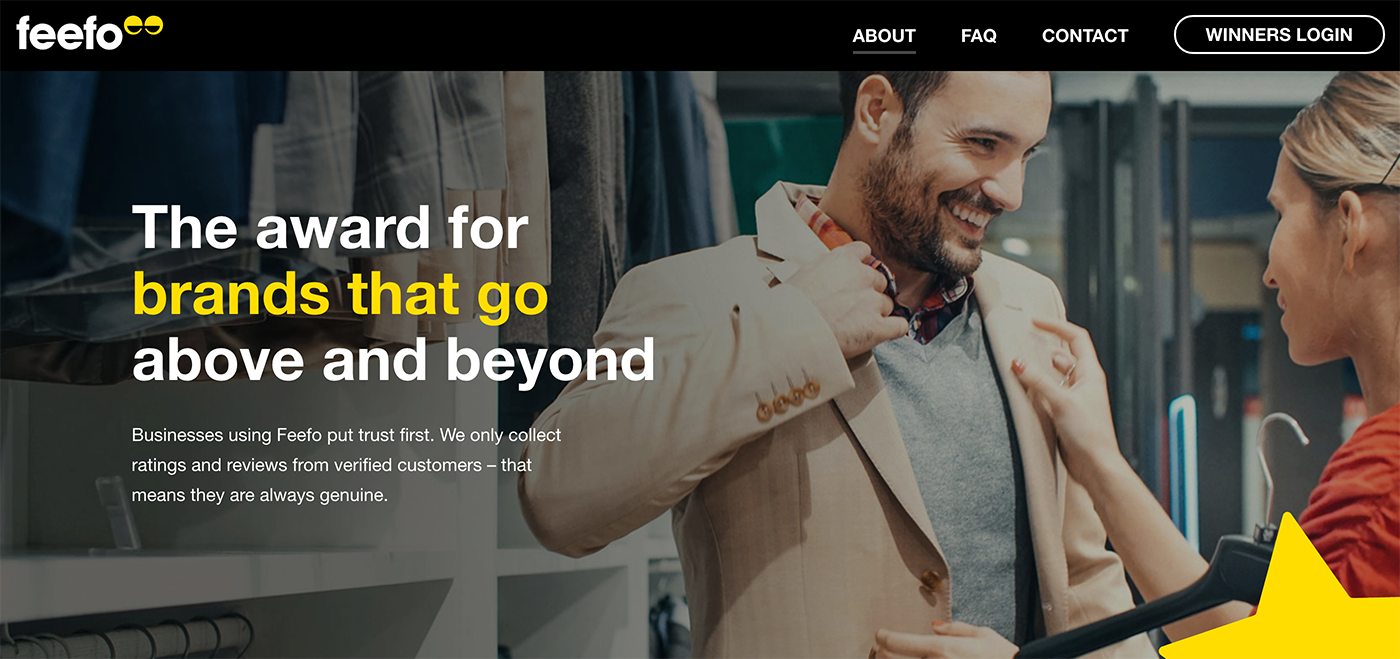 feefo
ABOUT FAQ CONTACT WINNERS LOGIN
The award for
brands that go
above and beyond
Businesses using Feefo put trust first. We only collect
ratings and reviews from verified customers – that
means they are always genuine.